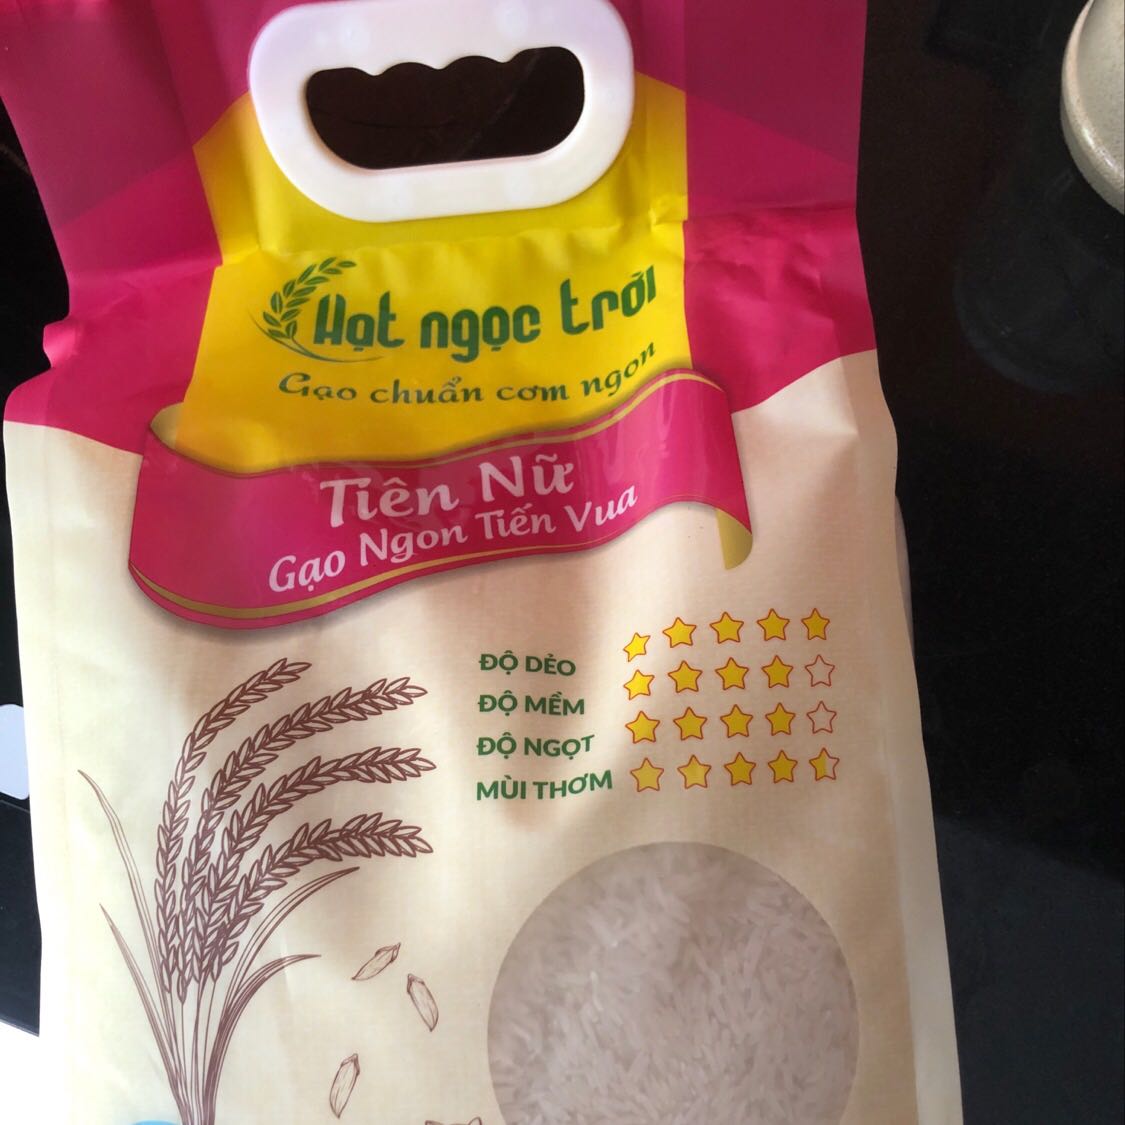 Hạt ngọc trời
Gạo chuẩn cơm ngon
Tiên Nữ
Gạo Ngon Tiến Vua
ĐỘ DẺO
ĐỘ MỀM
ĐỘ NGỌT
MÙI THƠM